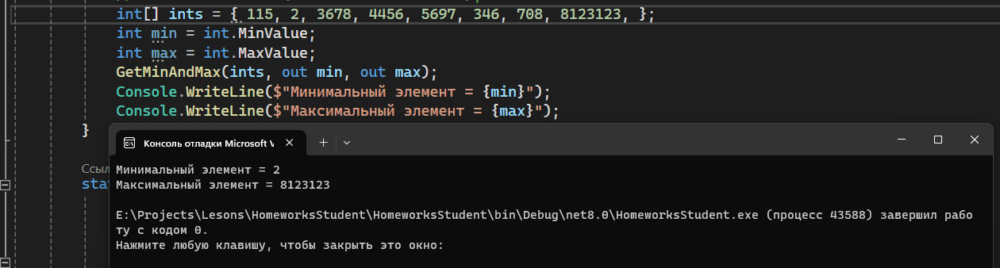 int[] ints = { 115, 2, 3678, 4456, 5697, 346, 708, 8123123, };
int min = int.MinValue;
int max = int.MaxValue;
GetMinAndMax(ints, out min, out max);
Console.WriteLine($"Минимальный элемент = {min}");
Console.WriteLine($"Максимальный элемент = {max}");
}
Консоль отладки Microsoft V
Ссыл
stat
Минимальный элемент = 2
Максимальный элемент = 8123123
E:\Projects\Lesons\HomeworksStudent\HomeworksStudent\bin\Debug\net8.0\HomeworksStudent.exe (процесс 43588) завершил рабо
ту с кодом 0.
Нажмите любую клавишу, чтобы закрыть это окно: